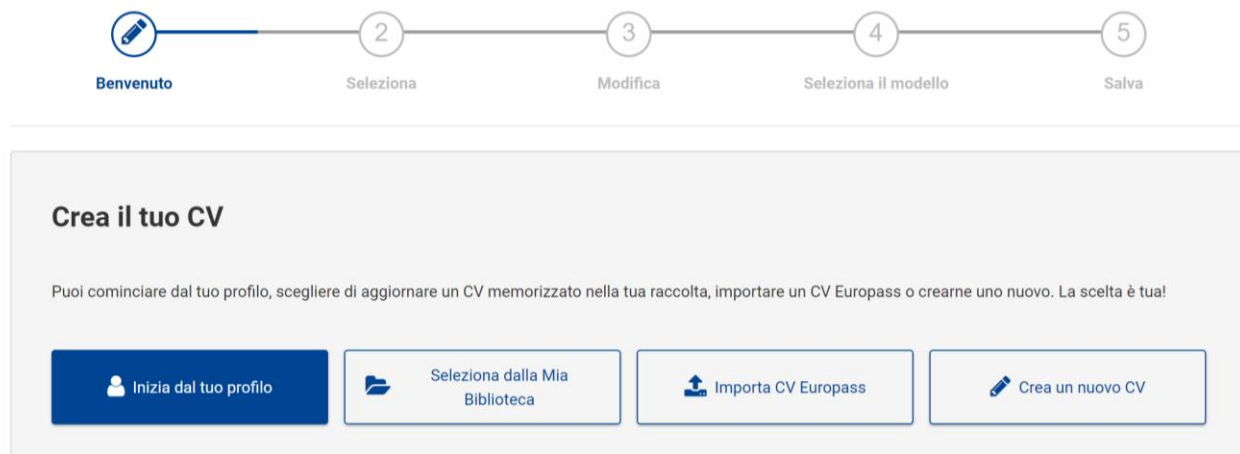 2 3 4 5
Benvenuto Seleziona Modifica Seleziona il modello Salva
Crea il tuo CV
Puoi cominciare dal tuo profilo, scegliere di aggiornare un CV memorizzato nella tua raccolta, importare un CV Europass o crearne uno nuovo. La scelta è tua!
Inizia dal tuo profilo
Seleziona dalla Mia
Biblioteca
Importa CV Europass
Crea un nuovo CV